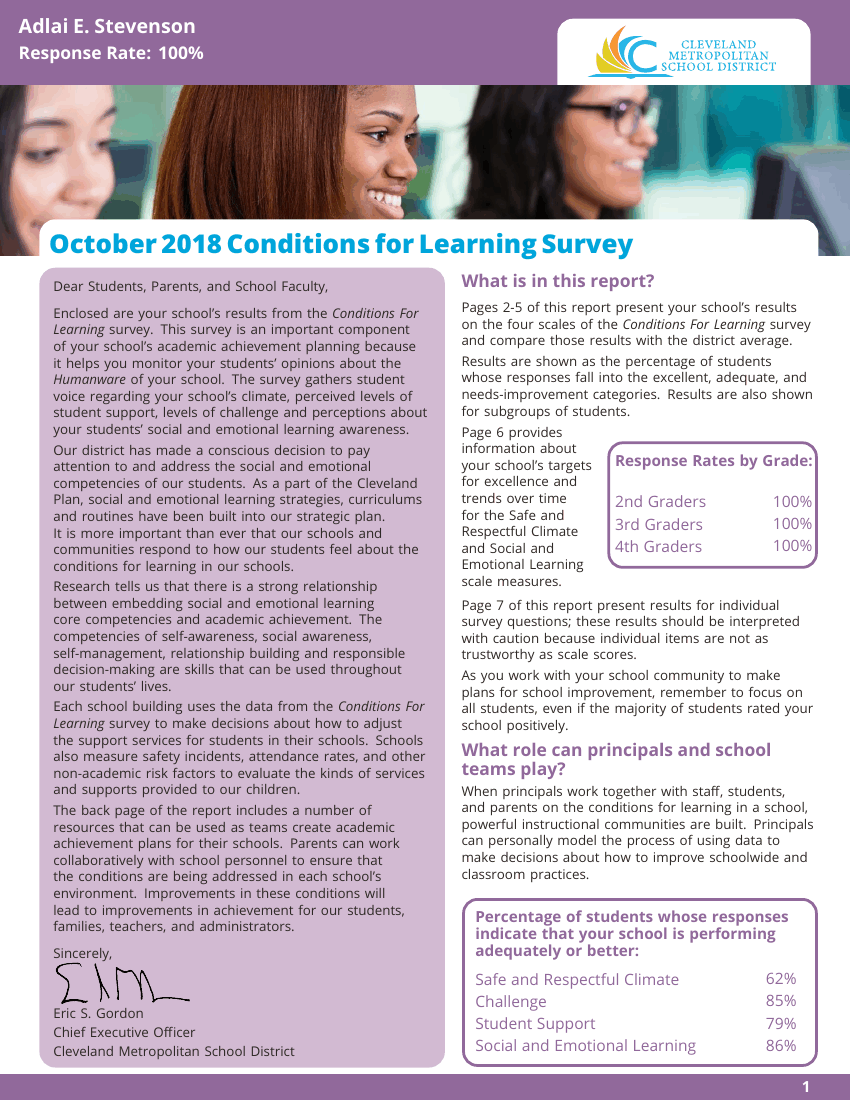 Adlai E. Stevenson
Response Rate: 100%
CLEVELAND
METROPOLITAN
SCHOOL DISTRICT
October 2018 Conditions for Learning Survey
Dear Students, Parents, and School Faculty,
Enclosed are your school's results from the Conditions For
Learning survey. This survey is an important component
of your school's academic achievement planning because
it helps you monitor your students' opinions about the
Humanware of your school. The survey gathers student
voice regarding your school's climate, perceived levels of
student support, levels of challenge and perceptions about
your students' social and emotional learning awareness.
Our district has made a conscious decision to pay
attention to and address the social and emotional
competencies of our students. As a part of the Cleveland
Plan, social and emotional learning strategies, curriculums
and routines have been built into our strategic plan.
It is more important than ever that our schools and
communities respond to how our students feel about the
conditions for learning in our schools.
Research tells us that there is a strong relationship
between embedding social and emotional learning
core competencies and academic achievement. The
competencies of self-awareness, social awareness,
self-management, relationship building and responsible
decision-making are skills that can be used throughout
our students' lives.
Each school building uses the data from the Conditions For
Learning survey to make decisions about how to adjust
the support services for students in their schools. Schools
also measure safety incidents, attendance rates, and other
non-academic risk factors to evaluate the kinds of services
and supports provided to our children.
The back page of the report includes a number of
resources that can be used as teams create academic
achievement plans for their schools. Parents can work
collaboratively with school personnel to ensure that
the conditions are being addressed in each school's
environment. Improvements in these conditions will
lead to improvements in achievement for our students,
families, teachers, and administrators.
Sincerely,
Eric S. Gordon
Chief Executive Officer
Cleveland Metropolitan School District
What is in this report?
Pages 2-5 of this report present your school's results
on the four scales of the Conditions For Learning survey
and compare those results with the district average.
Results are shown as the percentage of students
whose responses fall into the excellent, adequate, and
needs-improvement categories. Results are also shown
for subgroups of students.
Page 6 provides
information about
your school's targets
for excellence and
trends over time
for the Safe and
Respectful Climate
and Social and
Emotional Learning
scale measures.
Response Rates by Grade:
2nd Graders 100%
3rd Graders 100%
4th Graders 100%
Page 7 of this report present results for individual
survey questions; these results should be interpreted
with caution because individual items are not as
trustworthy as scale scores.
As you work with your school community to make
plans for school improvement, remember to focus on
all students, even if the majority of students rated your
school positively.
What role can principals and school
teams play?
When principals work together with staff, students,
and parents on the conditions for learning in a school,
powerful instructional communities are built. Principals
can personally model the process of using data to
make decisions about how to improve schoolwide and
classroom practices.
Percentage of students whose responses
indicate that your school is performing
adequately or better:
Safe and Respectful Climate 62%
Challenge 85%
Student Support 79%
Social and Emotional Learning 86%
1